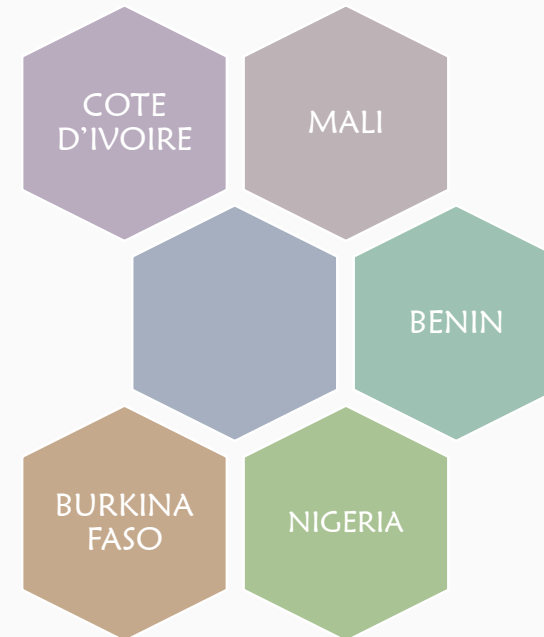 COTE
D'IVOIRE
MALI
BENIN
BURKINA
FASO
NIGERIA